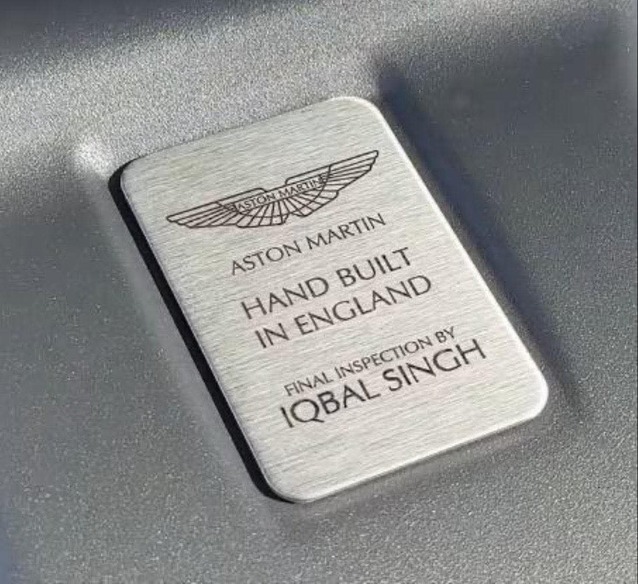 ASTON MARTIN
ASTON MARTIN
HAND BUILT
IN ENGLAND
FINAL INSPECTION BY
IQBAL SINGH